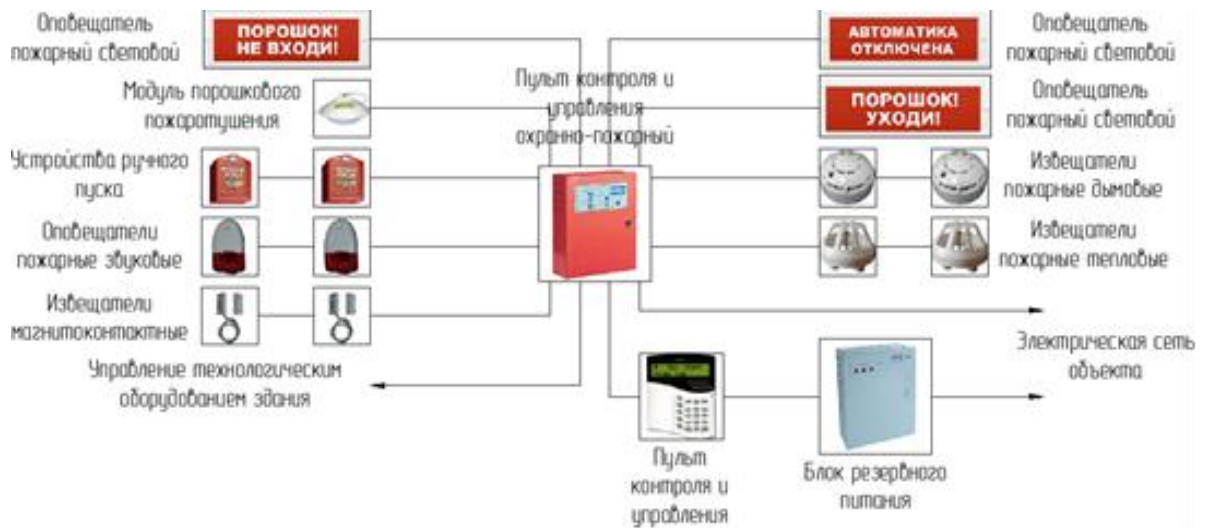 Оповещатель
пожарный световой
ПОРОШОК!
НЕ ВХОДИ!
Модуль порошкового
пожаротушения
Устройства ручного
пуска
Оповещатели
пожарные звуковые
Извещатели
магнитоконтактные
Управление технологическим
оборудованием здания
Пульт контроля и
управления
охранно-пожарный
АВТОМАТИКА
ОТКЛЮЧЕНА
Оповещатель
пожарный световой
ПОРОШОК!
УХОДИ!
Оповещатель
пожарный световой
Извещатели
пожарные дымовые
Извещатели
пожарные тепловые
Электрическая сеть
объекта
Пульт
контроля и
управления
Блок резервного
питания